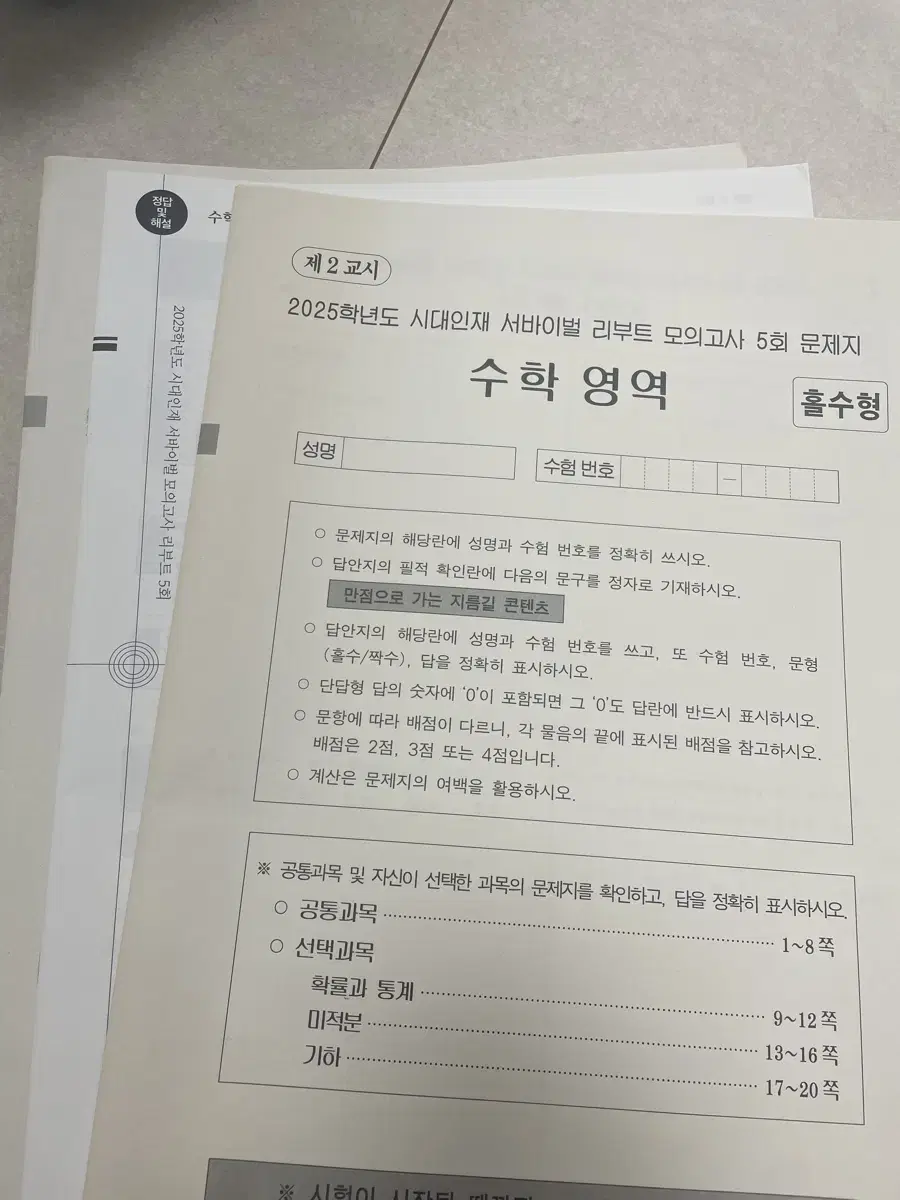 정답
및
해설
수학
2025학년도 시대인재 서바이벌 모의고사 리부트 5회
제 2 교시
2025학년도 시대인재 서바이벌 리부트 모의고사 5회 문제지
수학 영역
홀수형
성명
수험 번호
–
○ 문제지의 해당란에 성명과 수험 번호를 정확히 쓰시오.
○ 답안지의 필적 확인란에 다음의 문구를 정자로 기재하시오.
만점으로 가는 지름길 콘텐츠
○ 답안지의 해당란에 성명과 수험 번호를 쓰고, 또 수험 번호, 문형
(홀수/짝수), 답을 정확히 표시하시오.
○ 단답형 답의 숫자에 ‘0’이 포함되면 그 ‘0’도 답란에 반드시 표시하시오.
○ 문항에 따라 배점이 다르니, 각 물음의 끝에 표시된 배점을 참고하시오.
배점은 2점, 3점 또는 4점입니다.
○ 계산은 문제지의 여백을 활용하시오.
※ 공통과목 및 자신이 선택한 과목의 문제지를 확인하고, 답을 정확히 표시하시오.
○ 공통과목 ········ 1~8 쪽
○ 선택과목
확률과 통계 ········ 9~12 쪽
미적분 ········ 13~16 쪽
기하 ········ 17~20 쪽
※ 시험이 시작될 때까지